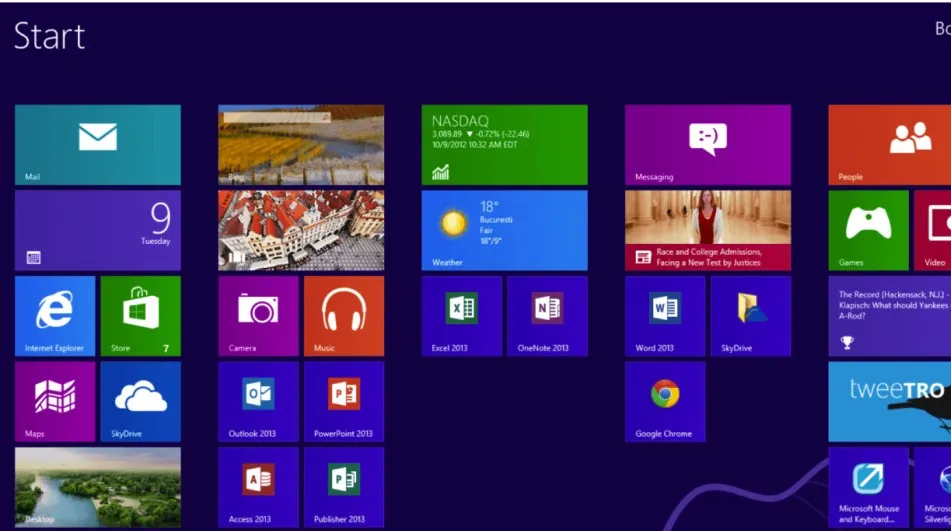 Start
Bo
Mail
9
Tuesday
Internet Explorer
Store
7
Maps
SkyDrive
Desktop
Bing
Camera
Music
Outlook 2013
PowerPoint 2013
Access 2013
Publisher 2013
NASDAQ
3,089.89 ▼ -0.72% (-22.46)
10/9/2012 10:32 AM EDT
18°
Bucuresti
Fair
18°/9°
Weather
Excel 2013
OneNote 2013
Messaging
Race and College Admissions,
Facing a New Test by Justices
Word 2013
SkyDrive
Google Chrome
People
Games
Video
The Record (Hackensack, N.J.) -
Klapisch: What should Yankees
A-Rod?
tweeTRO
Microsoft Mouse
and Keyboard...
Micros
Silverlig